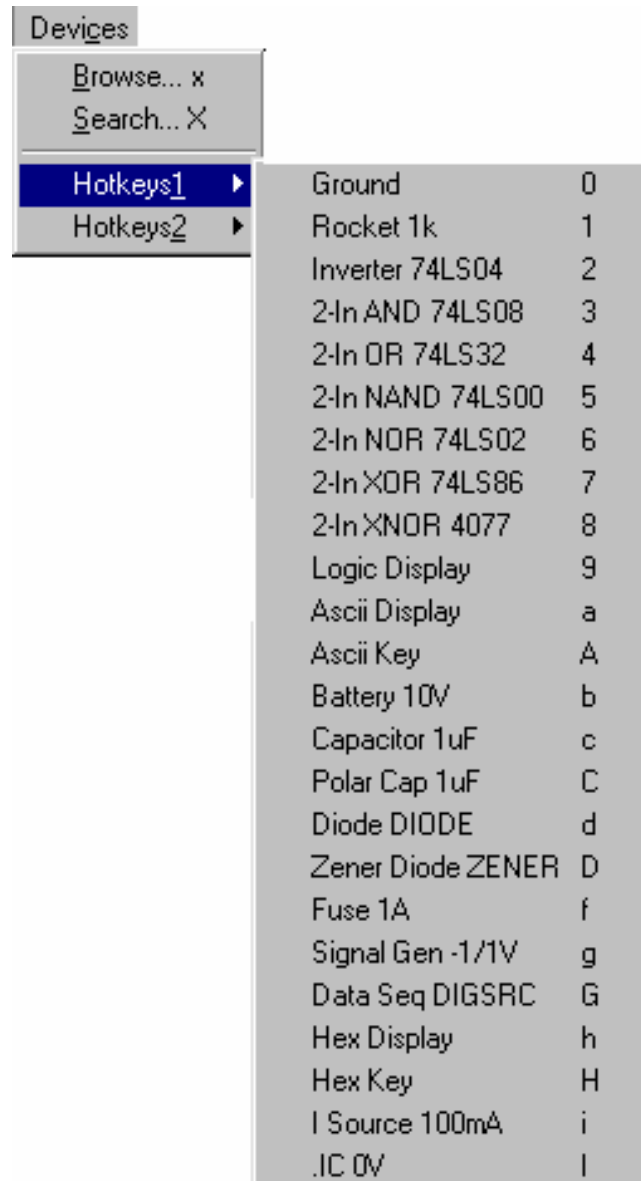 Devices
Browse... x
Search... X
Hotkeys1
Hotkeys2
Ground 0
Rocket 1k 1
Inverter 74LS04 2
2-In AND 74LS08 3
2-In OR 74LS32 4
2-In NAND 74LS00 5
2-In NOR 74LS02 6
2-In XOR 74LS86 7
2-In XNOR 4077 8
Logic Display 9
Ascii Display a
Ascii Key A
Battery 10V b
Capacitor 1uF c
Polar Cap 1uF C
Diode DIODE d
Zener Diode ZENER D
Fuse 1A f
Signal Gen -1/1V g
Data Seq DIGSRC G
Hex Display h
Hex Key H
I Source 100mA i
.IC 0V I